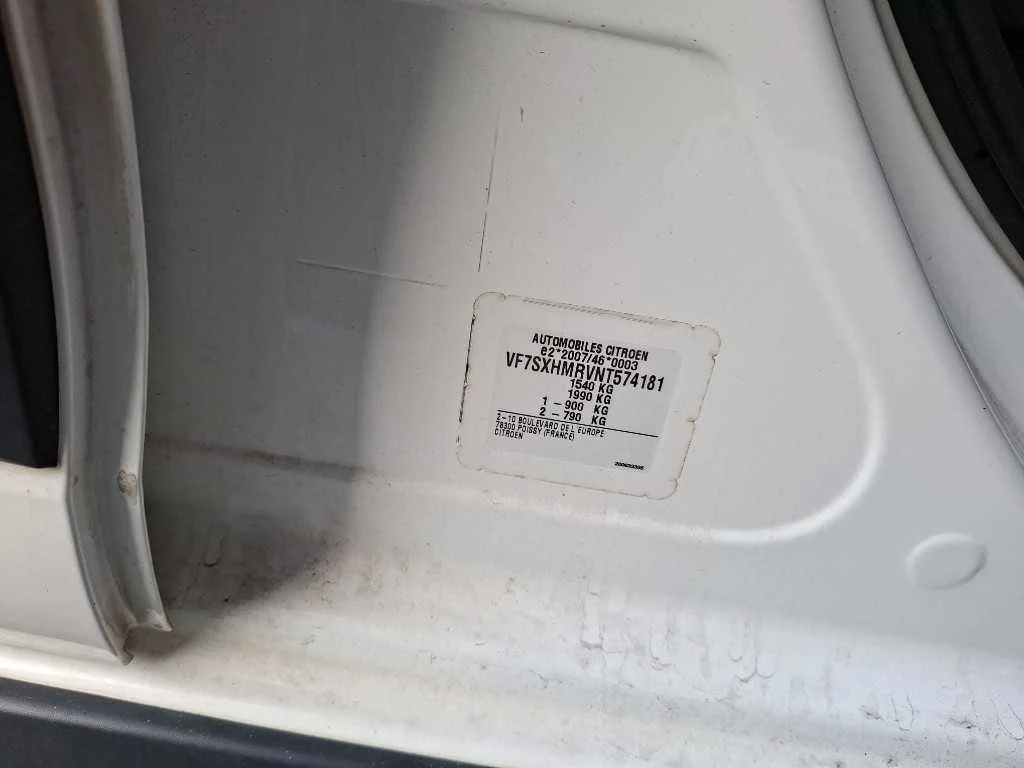 AUTOMOBILES CITROEN
e2*2007/46*0003
VF7SXHMRVNT574181
1540 KG
1990 KG
1 - 900 KG
2 - 790 KG
2-10 BOULEVARD DE L EUROPE
78300 POISSY (FRANCE)
CITROEN